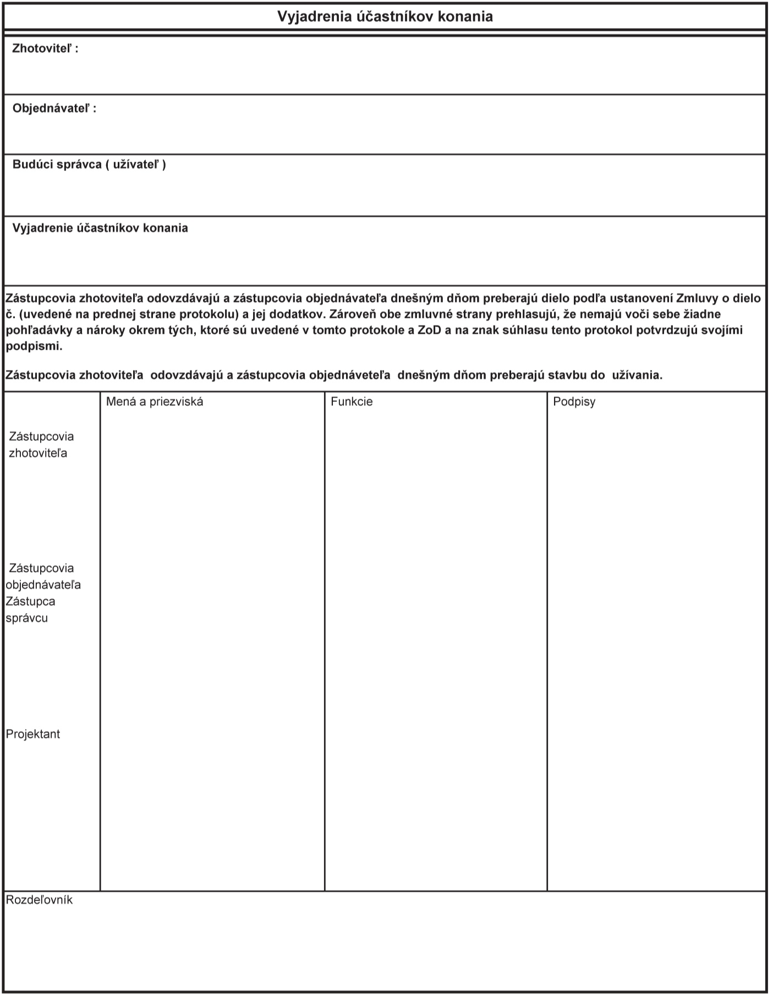 Vyjadrenia účastníkov konania
Zhotoviteľ :
Objednávateľ :
Budúci správca ( užívateľ )
Vyjadrenie účastníkov konania
Zástupcovia zhotoviteľa odovzdávajú a zástupcovia objednávateľa dnešným dňom preberajú dielo podľa ustanovení Zmluvy o dielo
č. (uvedené na prednej strane protokolu) a jej dodatkov. Zároveň obe zmluvné strany prehlasujú, že nemajú voči sebe žiadne
pohľadávky a nároky okrem tých, ktoré sú uvedené v tomto protokole a ZoD a na znak súhlasu tento protokol potvrdzujú svojími
podpismi.
Zástupcovia zhotoviteľa odovzdávajú a zástupcovia objednáveteľa dnešným dňom preberajú stavbu do užívania.
Mená a priezviská Funkcie Podpisy
Zástupcovia
zhotoviteľa
Zástupcovia
objednávateľa
Zástupca
správcu
Projektant
Rozdeľovník